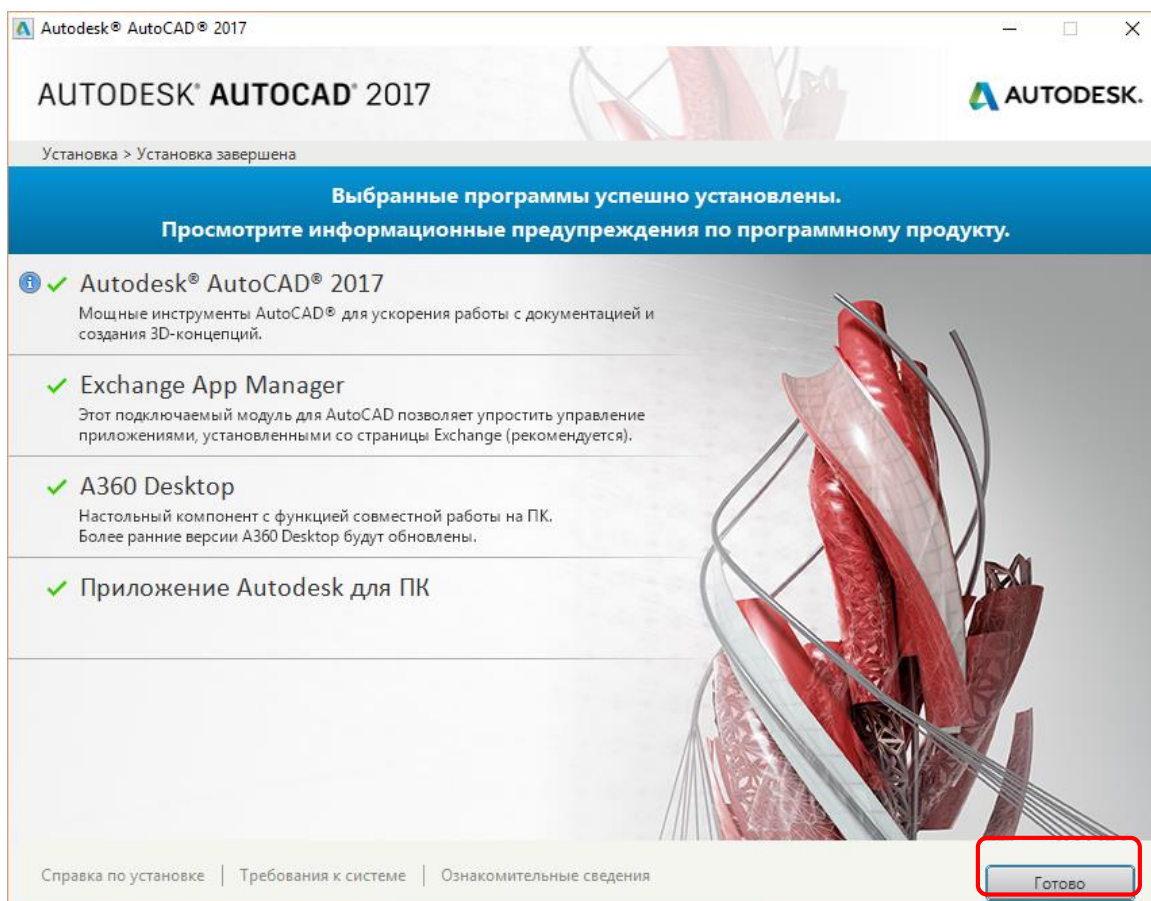 Autodesk® AutoCAD® 2017
AUTODESK® AUTOCAD® 2017
AUTODESK.
Установка > Установка завершена
Выбранные программы успешно установлены.
Просмотрите информационные предупреждения по программному продукту.
Autodesk® AutoCAD® 2017
Мощные инструменты AutoCAD® для ускорения работы с документацией и
создания 3D-концепций.
Exchange App Manager
Этот подключаемый модуль для AutoCAD позволяет упростить управление
приложениями, установленными со страницы Exchange (рекомендуется).
A360 Desktop
Настольный компонент с функцией совместной работы на ПК.
Более ранние версии A360 Desktop будут обновлены.
Приложение Autodesk для ПК
Справка по установке | Требования к системе | Ознакомительные сведения
Готово